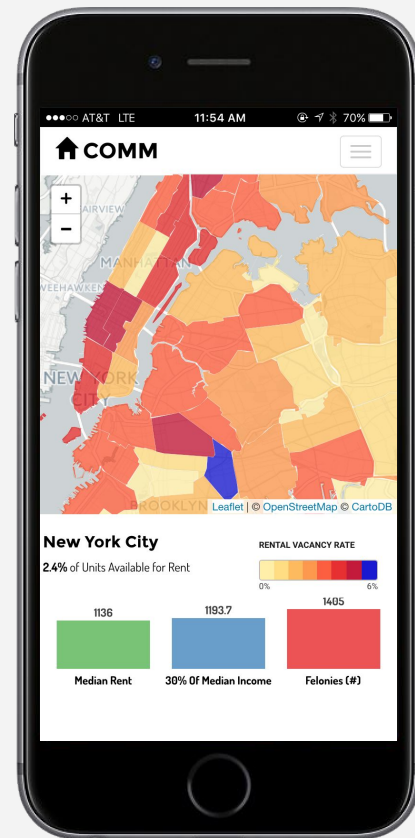 AT&T LTE 11:54 AM 70%
COMM
+
−
AIRVIEW
MANHATTAN
WEEHAWKEN
NEW YORK
CITY
BROOKLYN
Leaflet | © OpenStreetMap © CartoDB
New York City
RENTAL VACANCY RATE
2.4% of Units Available for Rent
0% 6%
1136 1193.7 1405
Median Rent 30% Of Median Income Felonies (#)